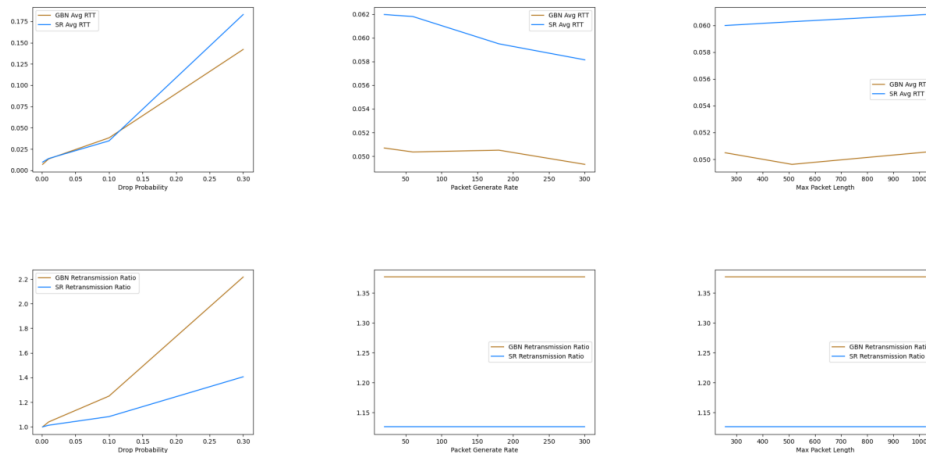 GBN Avg RTT
SR Avg RTT
0.175
0.150
0.125
0.100
0.075
0.050
0.025
0.000
0.00 0.05 0.10 0.15 0.20 0.25 0.30
Drop Probability
GBN Avg RTT
SR Avg RTT
0.062
0.060
0.058
0.056
0.054
0.052
0.050
50 100 150 200 250 300
Packet Generate Rate
GBN Avg RT
SR Avg RTT
0.060
0.058
0.056
0.054
0.052
0.050
300 400 500 600 700 800 900 1000
Max Packet Length
GBN Retransmission Ratio
SR Retransmission Ratio
2.2
2.0
1.8
1.6
1.4
1.2
1.0
0.00 0.05 0.10 0.15 0.20 0.25 0.30
Drop Probability
GBN Retransmission Ratio
SR Retransmission Ratio
1.35
1.30
1.25
1.20
1.15
50 100 150 200 250 300
Packet Generate Rate
GBN Retransmission Rati
SR Retransmission Ratio
1.35
1.30
1.25
1.20
1.15
300 400 500 600 700 800 900 1000
Max Packet Length